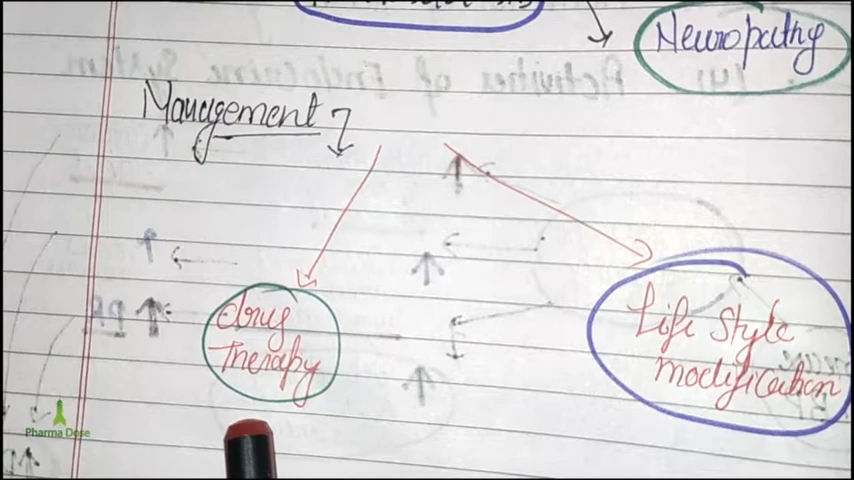 Neuropathy
Management
Drug
Therapy
Life Style
modification
Pharma Dose